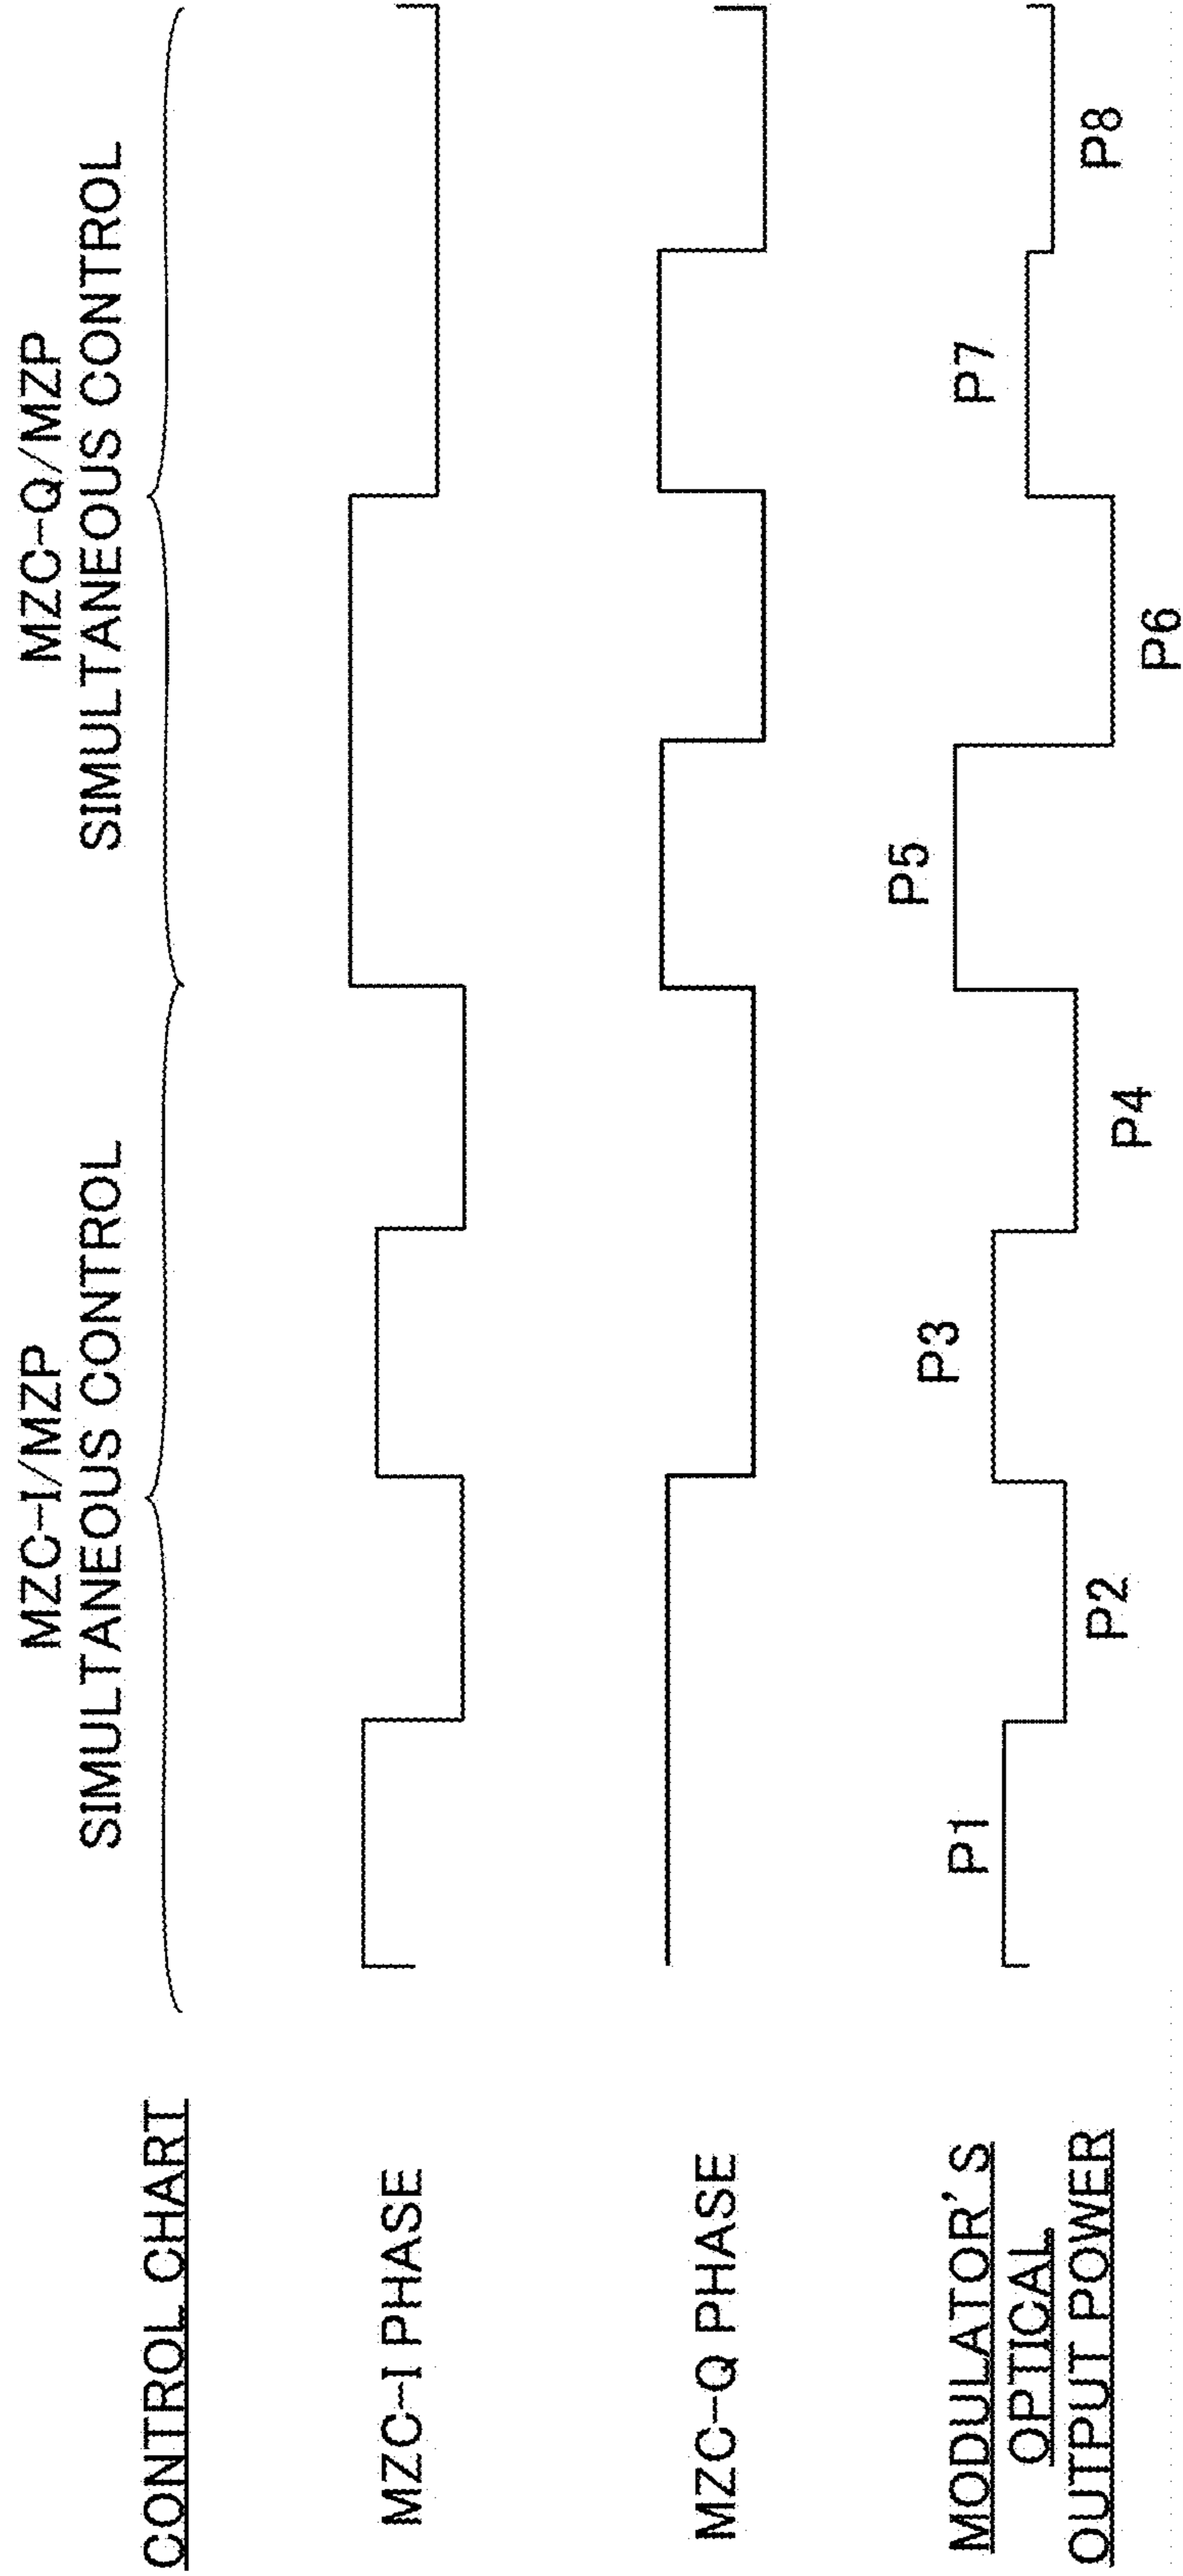 CONTROL CHART
MZC-I/MZP
SIMULTANEOUS CONTROL
MZC-Q/MZP
SIMULTANEOUS CONTROL
MZC-I PHASE
MZC-Q PHASE
MODULATOR'S
OPTICAL
OUTPUT POWER
P1
P2
P3
P4
P5
P6
P7
P8